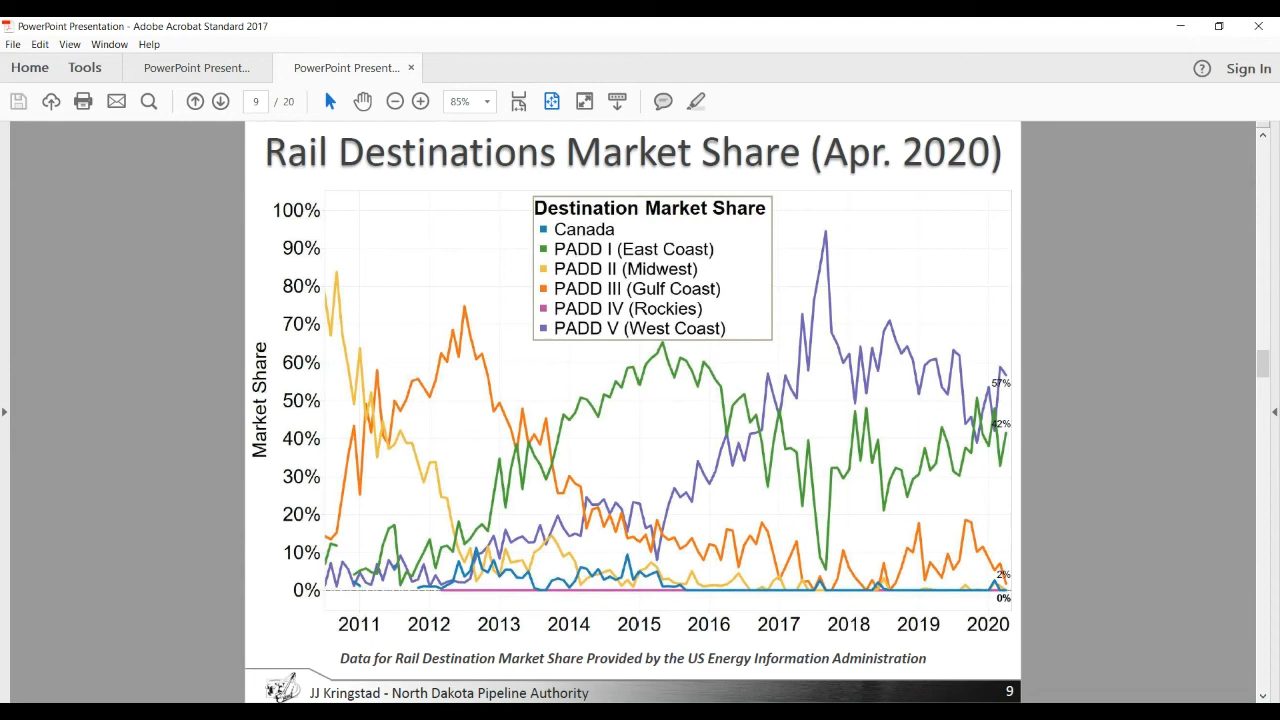 PowerPoint Presentation - Adobe Acrobat Standard 2017
File Edit View Window Help
Home Tools PowerPoint Present... PowerPoint Present... × ? Sign In
9 / 20 85%
Rail Destinations Market Share (Apr. 2020)
Destination Market Share
Canada
PADD I (East Coast)
PADD II (Midwest)
PADD III (Gulf Coast)
PADD IV (Rockies)
PADD V (West Coast)
Market Share
100%
90%
80%
70%
60%
50%
40%
30%
20%
10%
0%
57%
42%
2%
0%
2011 2012 2013 2014 2015 2016 2017 2018 2019 2020
Data for Rail Destination Market Share Provided by the US Energy Information Administration
JJ Kringstad - North Dakota Pipeline Authority 9